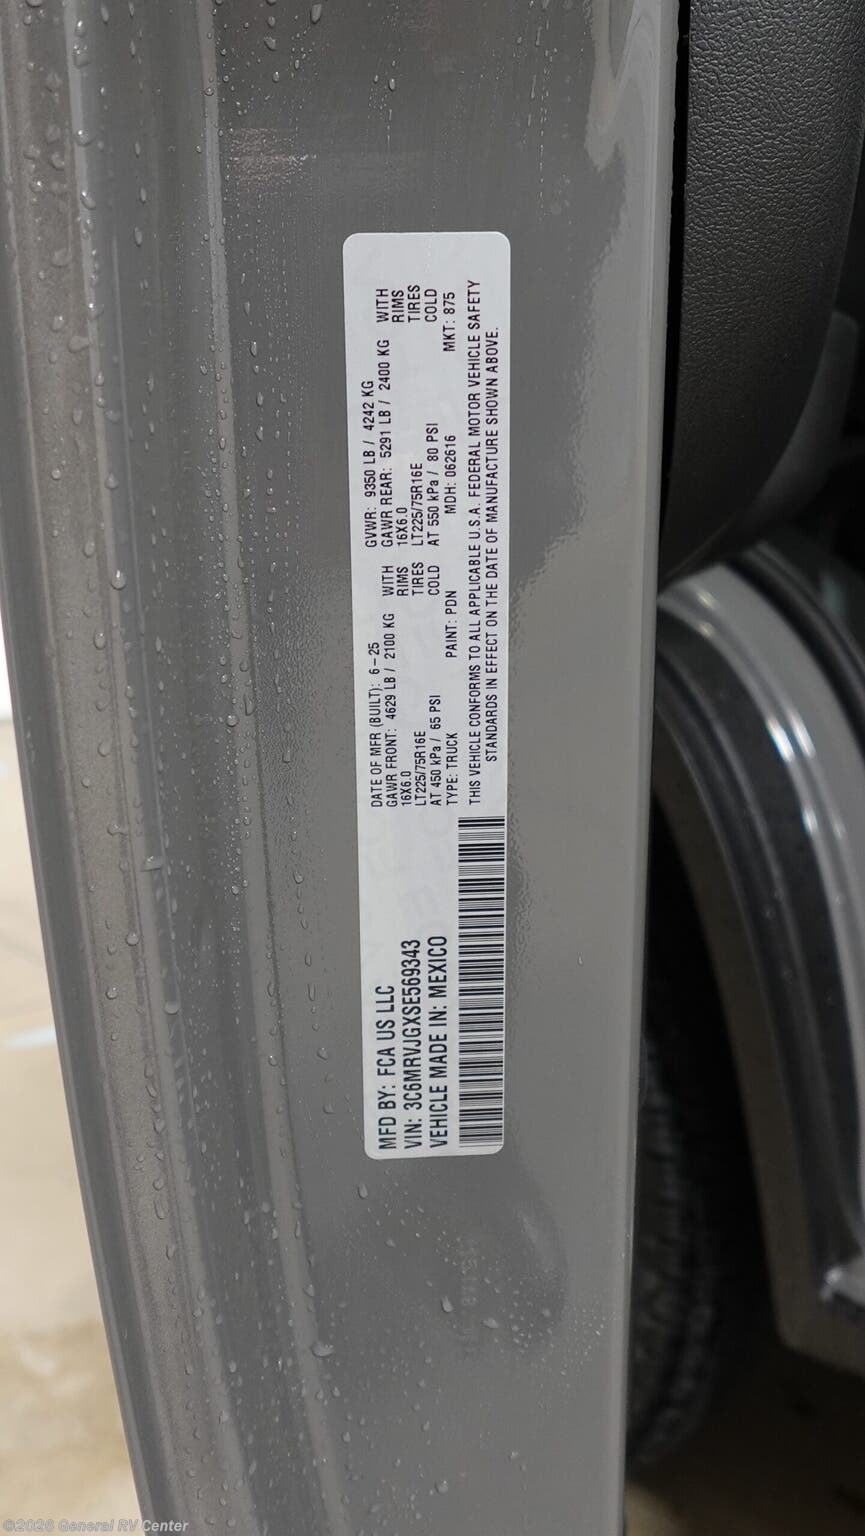 MFD BY: FCA US LLC
VIN: 3C6MRVJGXSE569343
VEHICLE MADE IN: MEXICO
DATE OF MFR (BUILT): 6-25 GVWR: 9350 LB / 4242 KG
GAWR FRONT: 4629 LB / 2100 KG WITH GAWR REAR: 5291 LB / 2400 KG WITH
16X6.0 RIMS 16X6.0 RIMS
LT225/75R16E TIRES LT225/75R16E TIRES
AT 450 kPa / 65 PSI COLD AT 550 kPa / 80 PSI COLD
TYPE: TRUCK PAINT: PDN MDH: 062616 MKT: 875
THIS VEHICLE CONFORMS TO ALL APPLICABLE U.S.A. FEDERAL MOTOR VEHICLE SAFETY
STANDARDS IN EFFECT ON THE DATE OF MANUFACTURE SHOWN ABOVE.
©2026 General RV Center